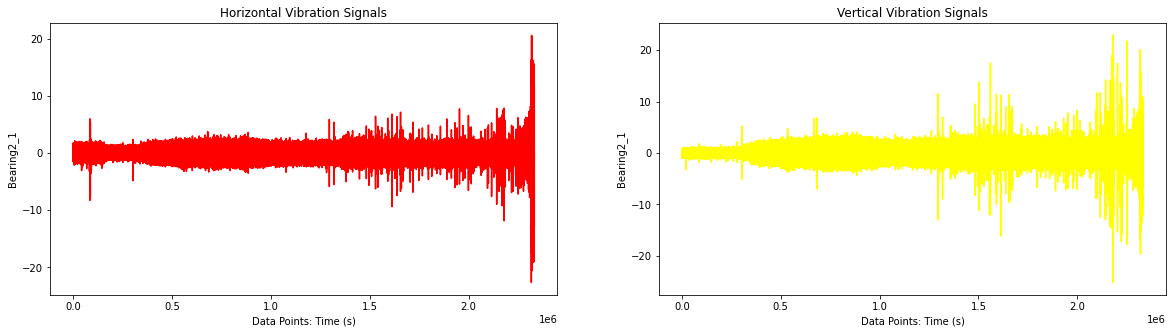 Horizontal Vibration Signals
Bearing2_1
20
10
0
−10
−20
0.0 0.5 1.0 1.5 2.0
1e6
Data Points: Time (s)
Vertical Vibration Signals
Bearing2_1
20
10
0
−10
−20
0.0 0.5 1.0 1.5 2.0
1e6
Data Points: Time (s)